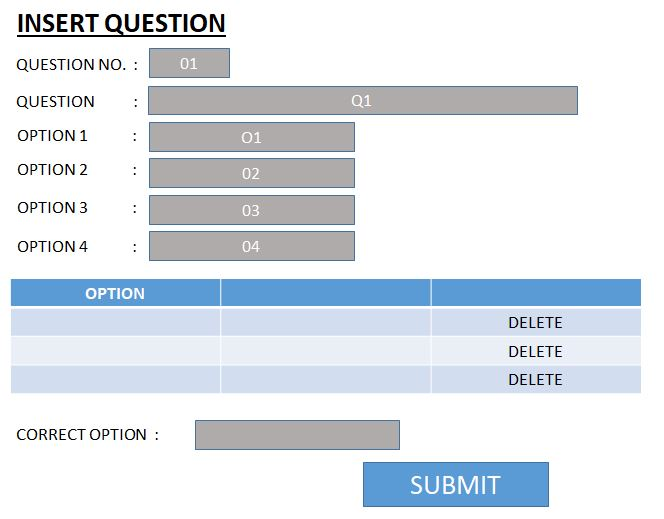 INSERT QUESTION
QUESTION NO. : 01
QUESTION : Q1
OPTION 1 : O1
OPTION 2 : 02
OPTION 3 : 03
OPTION 4 : 04
OPTION
DELETE
DELETE
DELETE
CORRECT OPTION :
SUBMIT